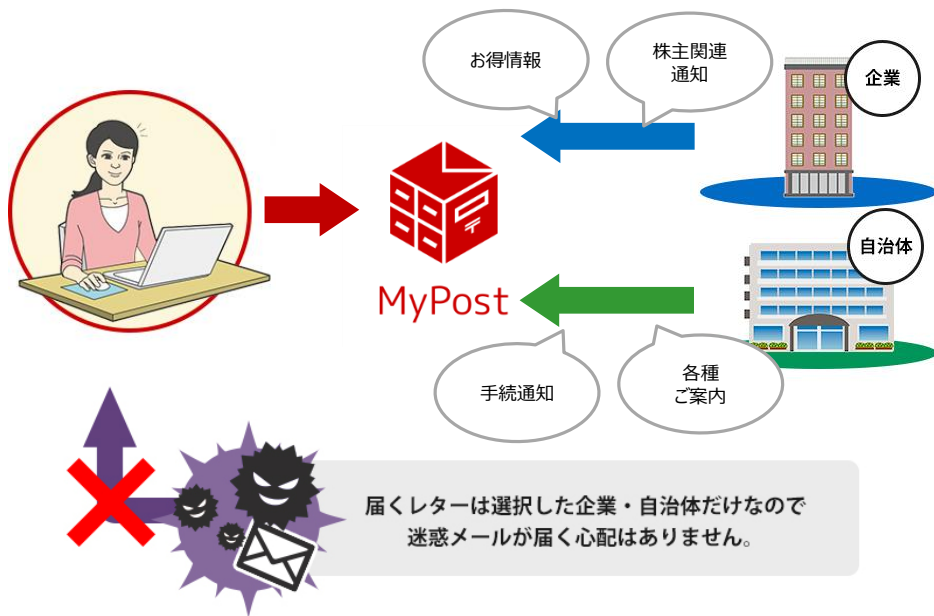 お得情報
株主関連
通知
企業
自治体
〒
MyPost
手続通知
各種
ご案内
届くレターは選択した企業・自治体だけなので
迷惑メールが届く心配はありません。